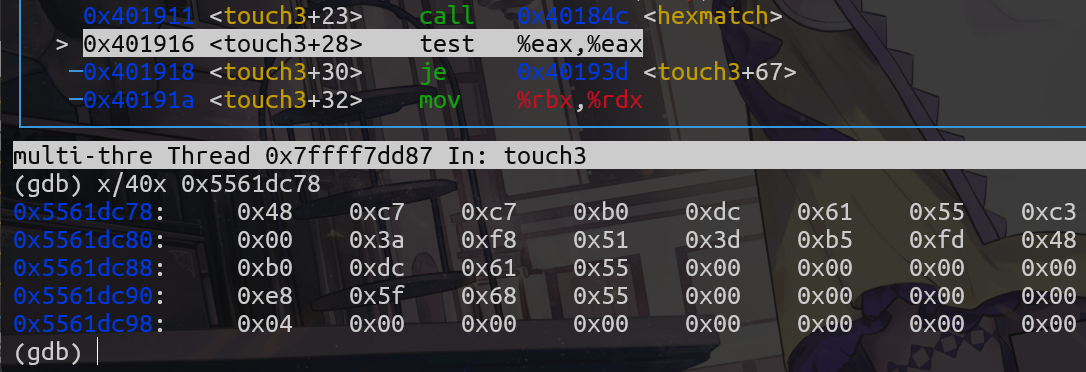 0x401911 <touch3+23> call 0x40184c <hexmatch>
> 0x401916 <touch3+28> test %eax,%eax
0x401918 <touch3+30> je 0x40193d <touch3+67>
0x40191a <touch3+32> mov %rbx,%rdx
multi-thre Thread 0x7ffff7dd87 In: touch3
(gdb) x/40x 0x5561dc78
0x5561dc78: 0x48 0xc7 0xc7 0xb0 0xdc 0x61 0x55 0xc3
0x5561dc80: 0x00 0x3a 0xf8 0x51 0x3d 0xb5 0xfd 0x48
0x5561dc88: 0xb0 0xdc 0x61 0x55 0x00 0x00 0x00 0x00
0x5561dc90: 0xe8 0x5f 0x68 0x55 0x00 0x00 0x00 0x00
0x5561dc98: 0x04 0x00 0x00 0x00 0x00 0x00 0x00 0x00
(gdb)